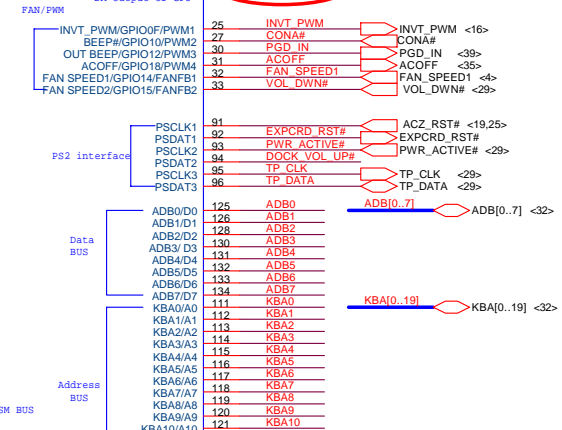 FAN/PWM
INVT_PWM/GPIO0F/PWM1 25 INVT_PWM INVT_PWM <16>
BEEP#/GPIO10/PWM2 27 CONA# CONA#
OUT BEEP/GPIO12/PWM3 30 PGD_IN PGD_IN <39>
ACOFF/GPIO18/PWM4 31 ACOFF ACOFF <35>
FAN SPEED1/GPIO14/FANFB1 32 FAN_SPEED1 FAN_SPEED1 <4>
FAN SPEED2/GPIO15/FANFB2 33 VOL_DWN# VOL_DWN# <29>
PS2 interface
PSCLK1 91 ACZ_RST# <19,25>
PSDAT1 92 EXPCRD_RST# EXPCRD_RST#
PSCLK2 93 PWR_ACTIVE# PWR_ACTIVE# <29>
PSDAT2 94 DOCK_VOL_UP#
PSCLK3 95 TP_CLK TP_CLK <29>
PSDAT3 96 TP_DATA TP_DATA <29>
Data
BUS
ADB0/D0 125 ADB0 ADB[0..7] ADB[0..7] <32>
ADB1/D1 126 ADB1
ADB2/D2 128 ADB2
ADB3/ D3 130 ADB3
ADB4/D4 131 ADB4
ADB5/D5 132 ADB5
ADB6/D6 133 ADB6
ADB7/D7 134 ADB7
KBA0/A0 111 KBA0 KBA[0..19] KBA[0..19] <32>
KBA1/A1 112 KBA1
KBA2/A2 113 KBA2
KBA3/A3 114 KBA3
KBA4/A4 115 KBA4
KBA5/A5 116 KBA5
KBA6/A6 117 KBA6
KBA7/A7 118 KBA7
KBA8/A8 119 KBA8
KBA9/A9 120 KBA9
KBA10/A10 121 KBA10
Address
BUS
SM BUS